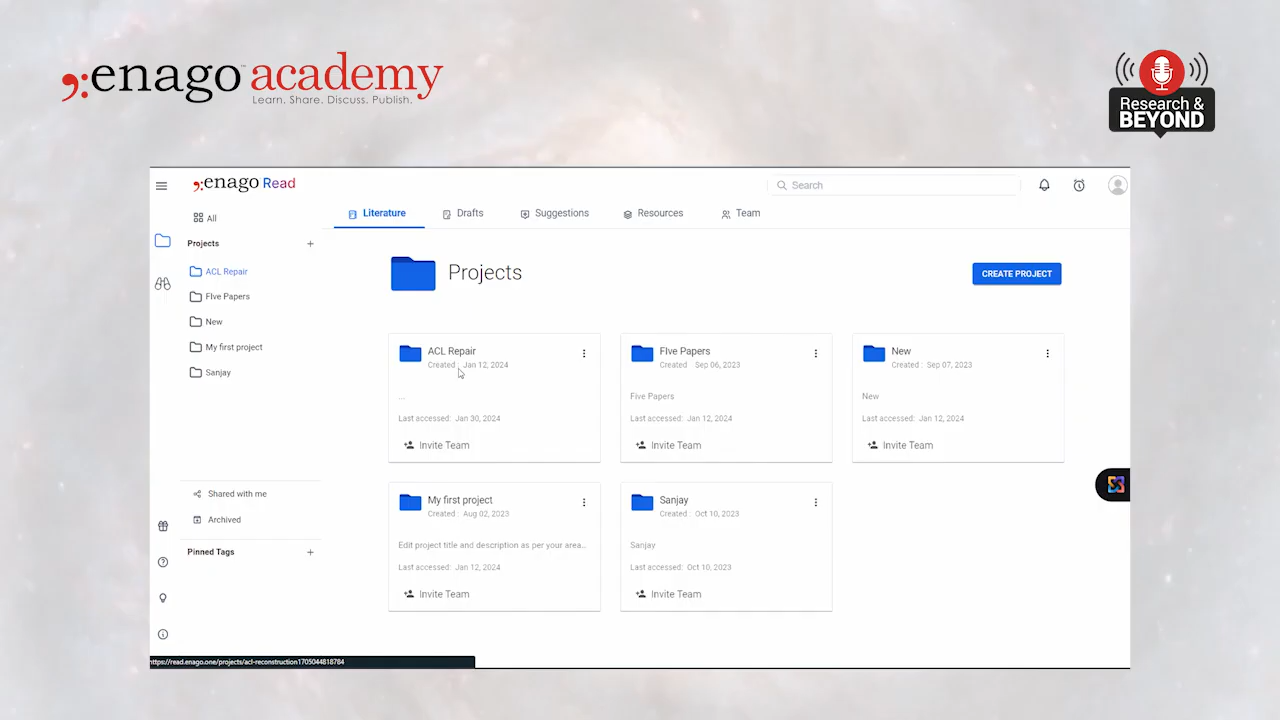 enago™ academy
Learn. Share. Discuss. Publish.
Research &
BEYOND
enago Read
Search
All
Literature
Drafts
Suggestions
Resources
Team
Projects
ACL Repair
FIve Papers
New
My first project
Sanjay
Shared with me
Archived
Pinned Tags
Projects
CREATE PROJECT
ACL Repair
Created : Jan 12, 2024
...
Last accessed: Jan 30, 2024
Invite Team
FIve Papers
Created Sep 06, 2023
Five Papers
Last accessed: Jan 12, 2024
Invite Team
New
Created : Sep 07, 2023
New
Last accessed: Jan 12, 2024
Invite Team
My first project
Created : Aug 02, 2023
Edit project title and description as per your area...
Last accessed: Jan 12, 2024
Invite Team
Sanjay
Created : Oct 10, 2023
Sanjay
Last accessed: Oct 10, 2023
Invite Team
https://read.enago.one/projects/acl-reconstruction1705044818784